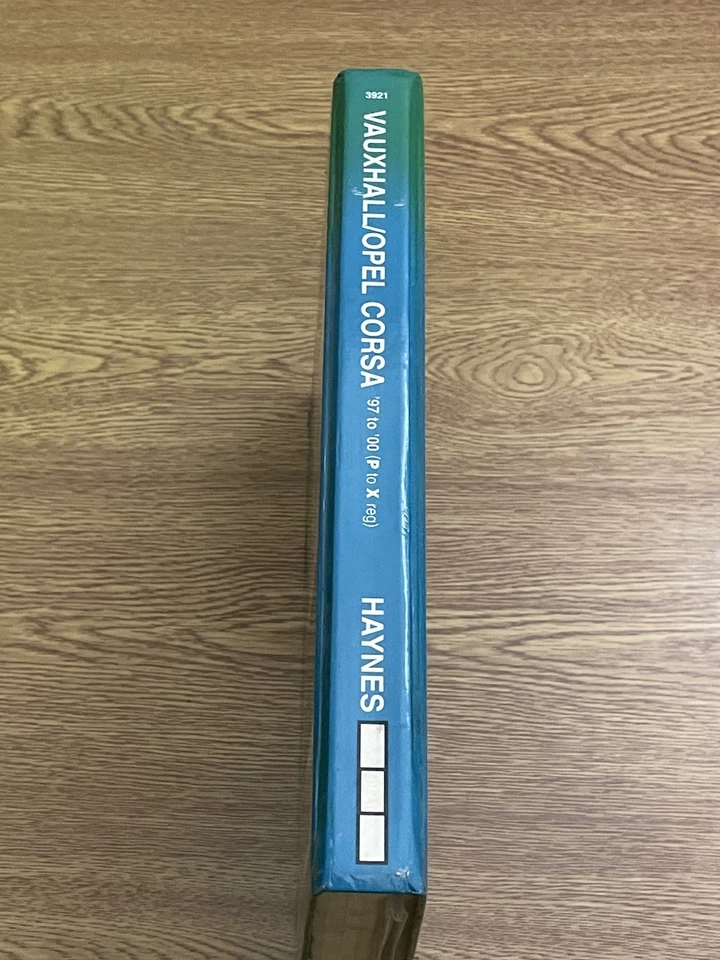 3921
VAUXHALL/OPEL CORSA '97 to '00 (P to X reg)
HAYNES